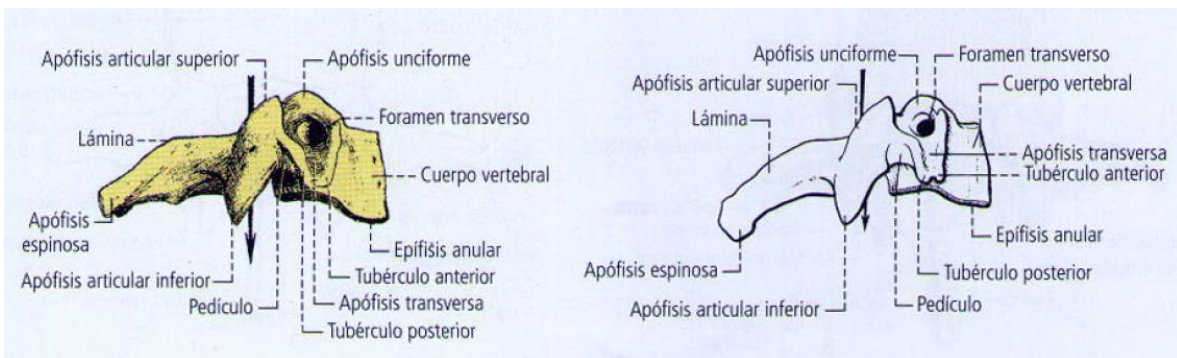 Apófisis articular superior
Apófisis unciforme
Foramen transverso
Lámina
Cuerpo vertebral
Apófisis
espinosa
Epífisis anular
Apófisis articular inferior
Tubérculo anterior
Pedículo
Apófisis transversa
Tubérculo posterior
Apófisis unciforme
Foramen transverso
Apófisis articular superior
Cuerpo vertebral
Lámina
Apófisis transversa
Tubérculo anterior
Epífisis anular
Apófisis espinosa
Tubérculo posterior
Apófisis articular inferior
Pedículo